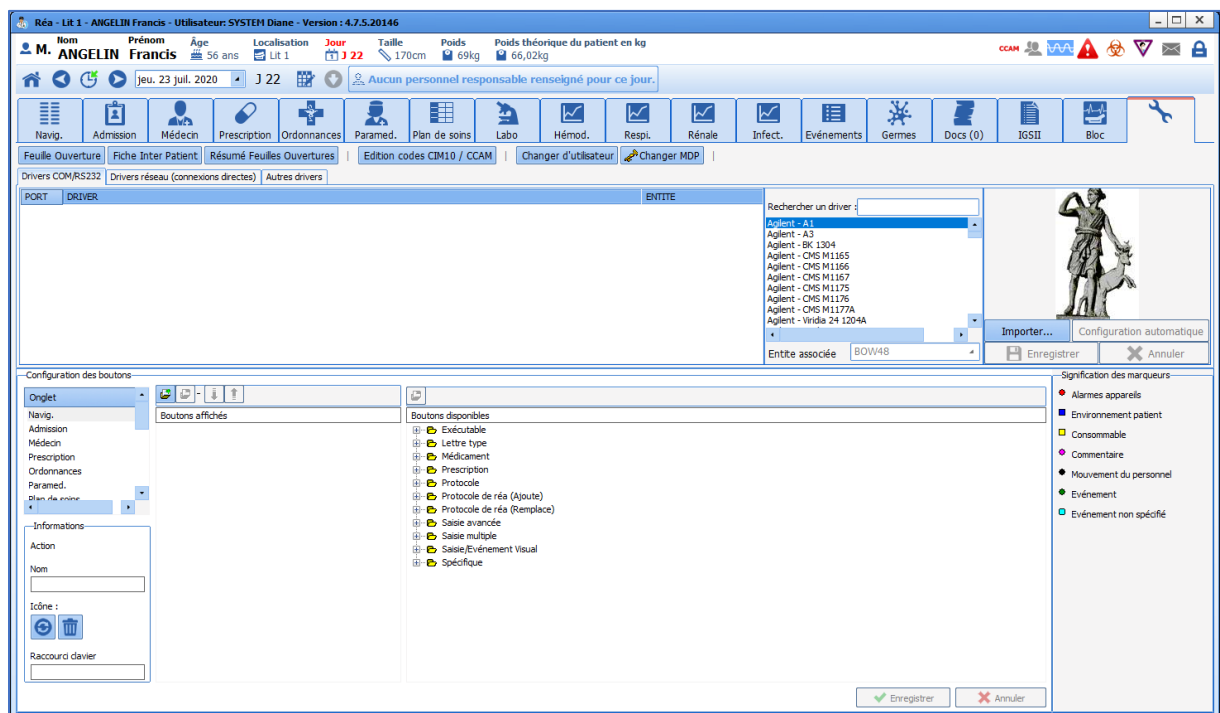 Réa - Lit 1 - ANGELIN Francis - Utilisateur: SYSTEM Diane - Version : 4.7.5.20146
Nom Prénom Âge Localisation Jour Taille Poids Poids théorique du patient en kg
M. ANGELIN Francis 56 ans Lit 1 J 22 170cm 69kg 66,02kg
CCAM
jeu. 23 juil. 2020 J 22 Aucun personnel responsable renseigné pour ce jour.
Navig. Admission Médecin Prescription Ordonnances Paramed. Plan de soins Labo Hémod. Respi. Rénale Infect. Evénements Germes Docs (0) IGSII Bloc
Feuille Ouverture Fiche Inter Patient Résumé Feuilles Ouvertures | Edition codes CIM10 / CCAM | Changer d'utilisateur Changer MDP |
Drivers COM/RS232 Drivers réseau (connexions directes) Autres drivers
PORT DRIVER ENTITE
Rechercher un driver :
Agilent - A1
Agilent - A3
Agilent - BK 1304
Agilent - CMS M1165
Agilent - CMS M1166
Agilent - CMS M1167
Agilent - CMS M1175
Agilent - CMS M1176
Agilent - CMS M1177A
Agilent - Viridia 24 1204A
Entite associée BOW48
Importer... Configuration automatique
Enregistrer Annuler
Configuration des boutons
Onglet
Navig.
Admission
Médecin
Prescription
Ordonnances
Paramed.
Plan de soins
Informations
Action
Nom
Icône :
Raccourci clavier
-
Boutons affichés
Boutons disponibles
Exécutable
Lettre type
Médicament
Prescription
Protocole
Protocole de réa (Ajoute)
Protocole de réa (Remplace)
Saisie avancée
Saisie multiple
Saisie/Evénement Visual
Spécifique
Enregistrer Annuler
Signification des marqueurs
Alarmes appareils
Environnement patient
Consommable
Commentaire
Mouvement du personnel
Evénement
Evénement non spécifié